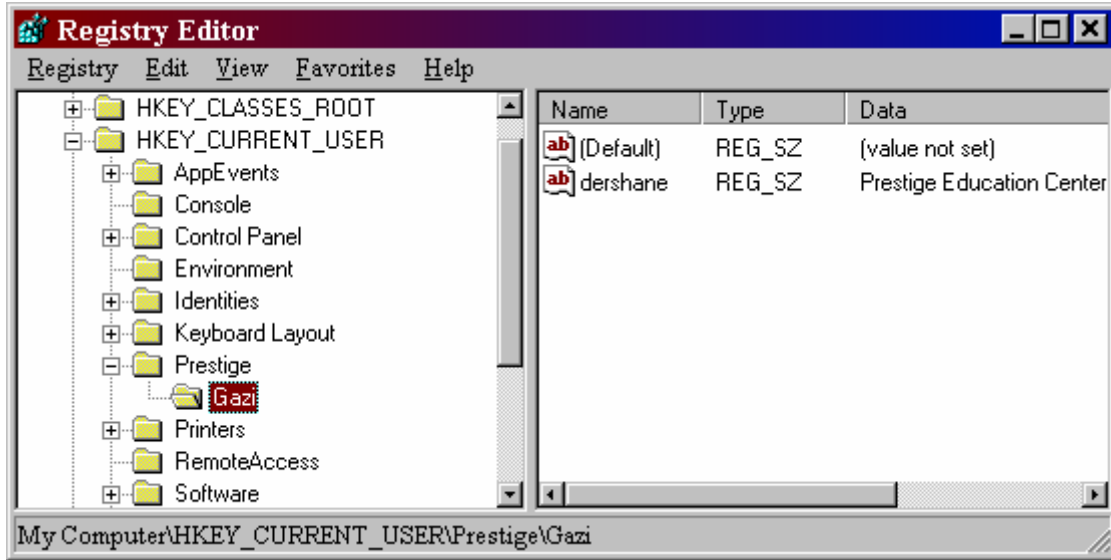 Registry Editor
Registry Edit View Favorites Help
HKEY_CLASSES_ROOT
HKEY_CURRENT_USER
AppEvents
Console
Control Panel
Environment
Identities
Keyboard Layout
Prestige
Gazi
Printers
RemoteAccess
Software
Name Type Data
ab (Default) REG_SZ (value not set)
ab dershane REG_SZ Prestige Education Center
My Computer\HKEY_CURRENT_USER\Prestige\Gazi